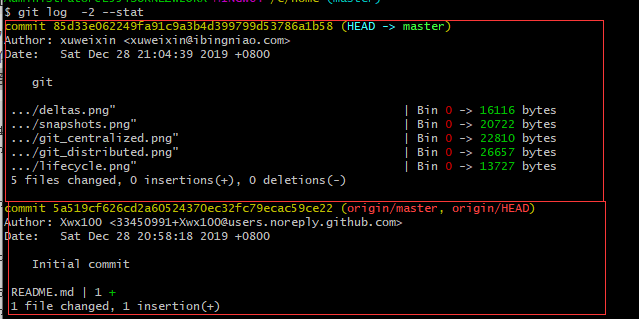 $ git log  -2 --stat
commit 85d33e062249fa91c9a3b4d399799d53786a1b58 (HEAD -> master)
Author: xuweixin <xuweixin@ibingniao.com>
Date:   Sat Dec 28 21:04:39 2019 +0800
git
.../deltas.png" | Bin 0 -> 16116 bytes
.../snapshots.png" | Bin 0 -> 20722 bytes
.../git_centralized.png" | Bin 0 -> 22810 bytes
.../git_distributed.png" | Bin 0 -> 26657 bytes
.../lifecycle.png" | Bin 0 -> 13727 bytes
5 files changed, 0 insertions(+), 0 deletions(-)
commit 5a519cf626cd2a60524370ec32fc79ecac59ce22 (origin/master, origin/HEAD)
Author: Xwx100 <33450991+Xwx100@users.noreply.github.com>
Date:   Sat Dec 28 20:58:18 2019 +0800
Initial commit
README.md | 1 +
1 file changed, 1 insertion(+)